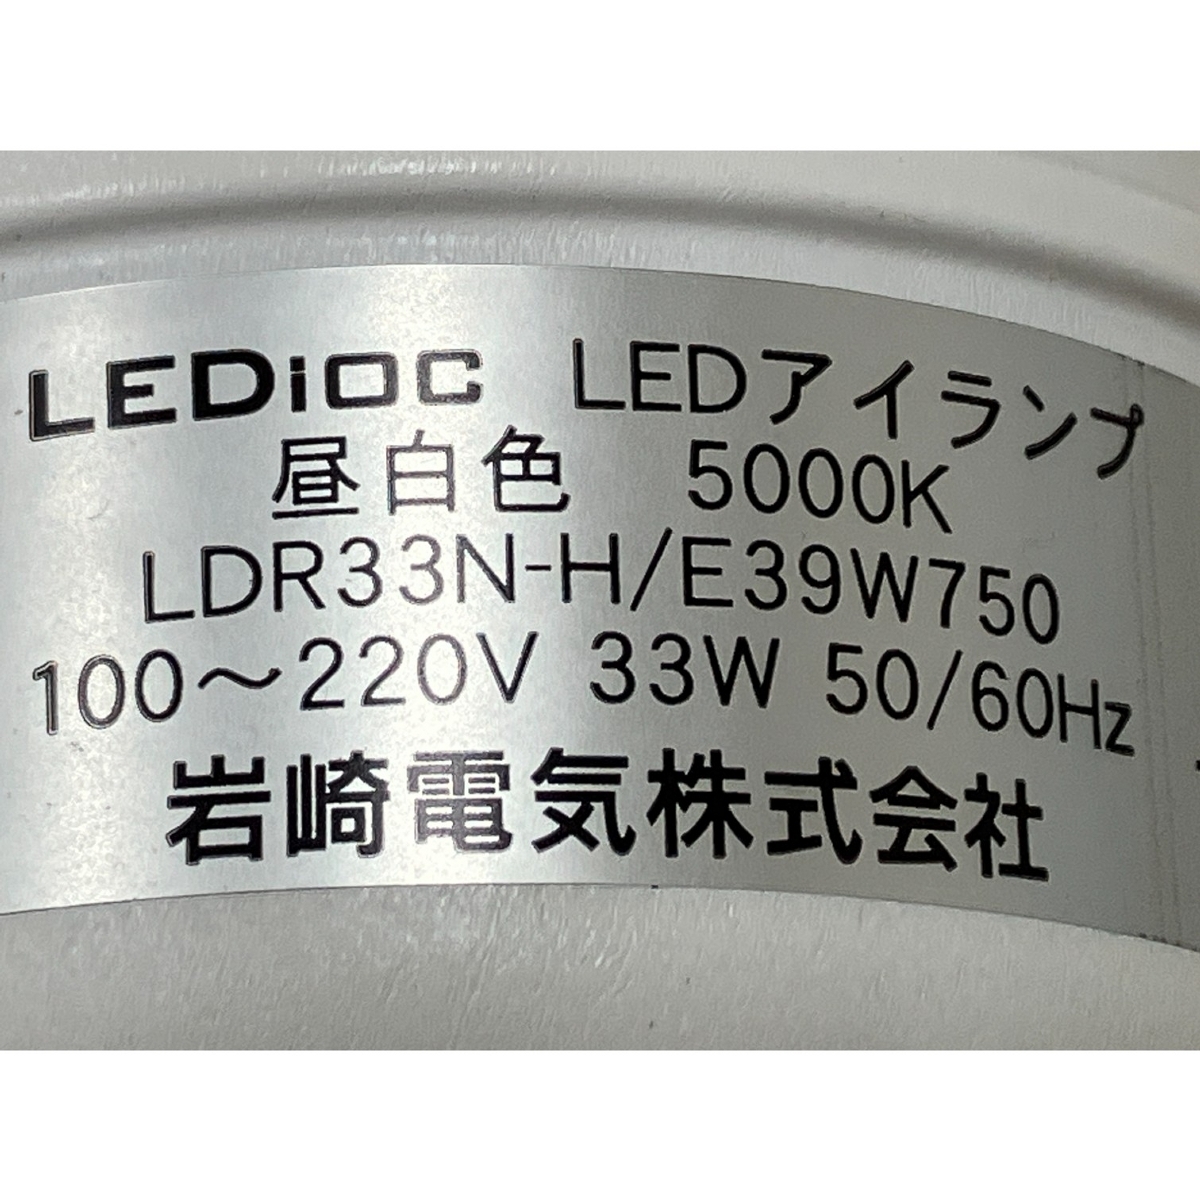 LEDiOC LEDアイランプ
昼白色 5000K
LDR33N-H/E39W750
100～220V 33W 50/60Hz
岩崎電気株式会社